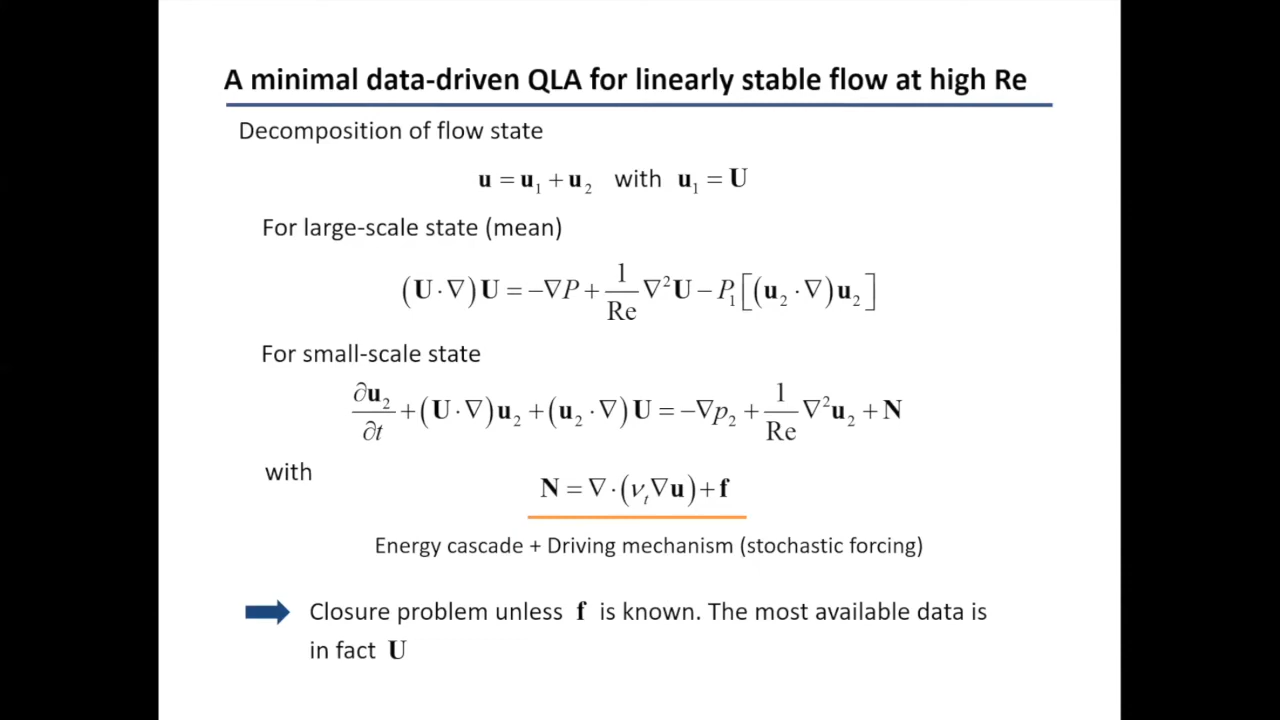 A minimal data-driven QLA for linearly stable flow at high Re
Decomposition of flow state
u = u₁ + u₂ with u₁ = U
For large-scale state (mean)
(U·∇)U = −∇P + 1/Re ∇²U − P₁[(u₂·∇)u₂]
For small-scale state
∂u₂/∂t + (U·∇)u₂ + (u₂·∇)U = −∇p₂ + 1/Re ∇²u₂ + N
with
N = ∇·(νₜ∇u) + f
Energy cascade + Driving mechanism (stochastic forcing)
Closure problem unless f is known. The most available data is
in fact U